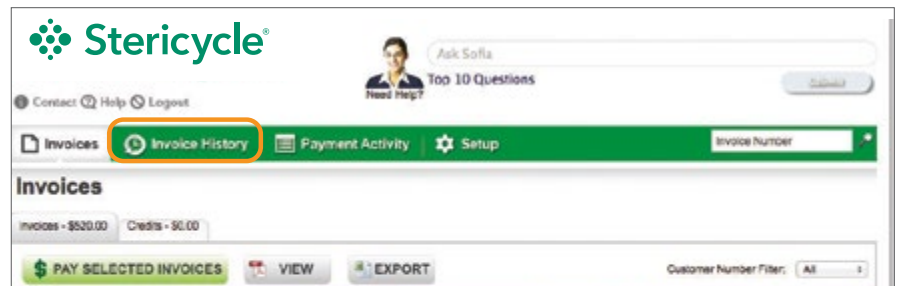 Stericycle®
Ask Sofia
Top 10 Questions
Need Help?
Contact Help Logout
Invoices Invoice History Payment Activity Setup Invoice Number
Invoices
Invoices - $520.00 Credits - $0.00
$ PAY SELECTED INVOICES VIEW EXPORT Customer Number Filter: All